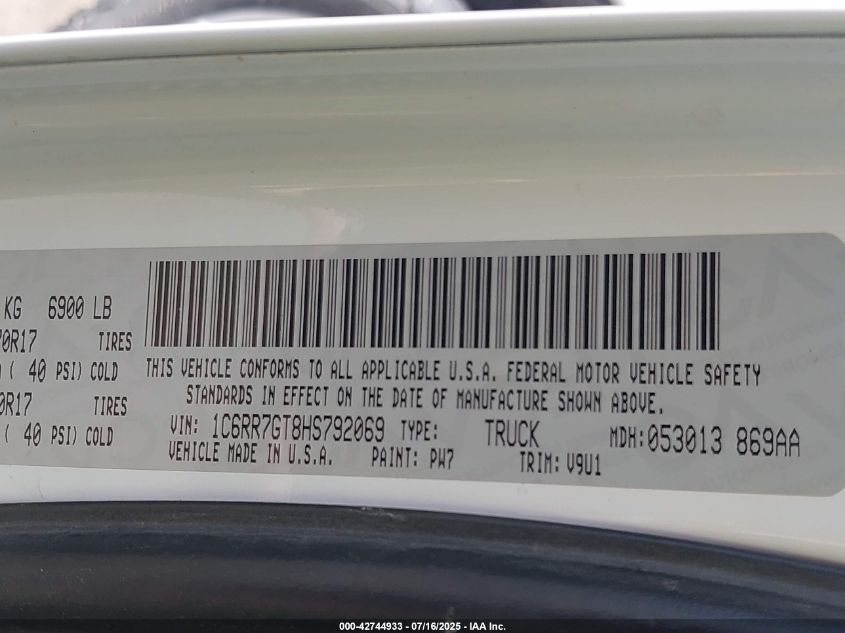 KG 6900 LB
0R17 TIRES
( 40 PSI) COLD
0R17 TIRES
( 40 PSI) COLD
THIS VEHICLE CONFORMS TO ALL APPLICABLE U.S.A. FEDERAL MOTOR VEHICLE SAFETY
STANDARDS IN EFFECT ON THE DATE OF MANUFACTURE SHOWN ABOVE.
VIN: 1C6RR7GT8HS792069 TYPE: TRUCK MDH: 053013 869AA
VEHICLE MADE IN U.S.A. PAINT: PW7 TRIM: V9U1
000-42744933 - 07/16/2025 - IAA Inc.